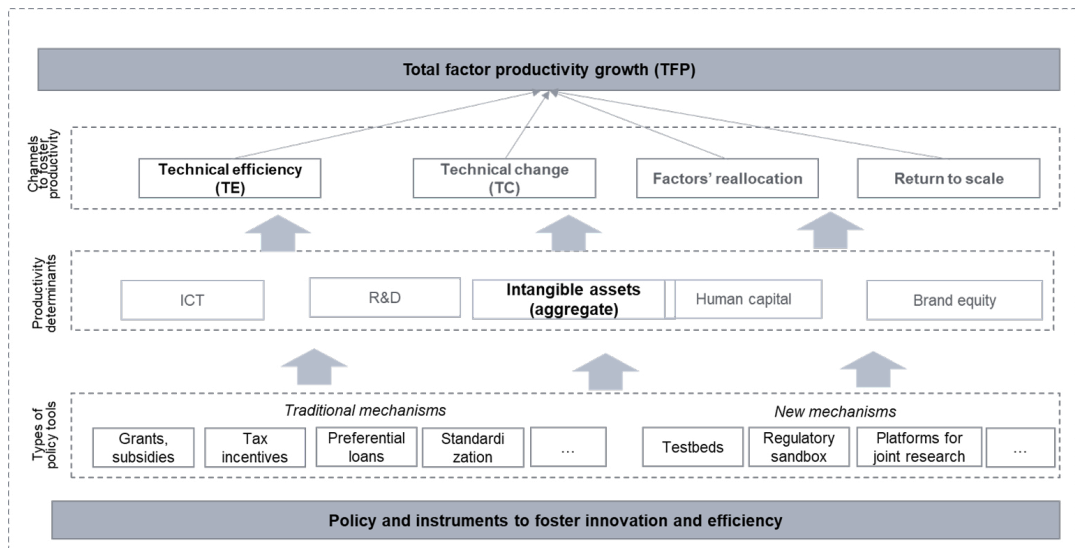 Total factor productivity growth (TFP)
Channels
to foster
productivity
Technical efficiency
(TE)
Technical change
(TC)
Factors' reallocation
Return to scale
Productivity
determinants
ICT
R&D
Intangible assets
(aggregate)
Human capital
Brand equity
Types of
policy tools
Traditional mechanisms
New mechanisms
Grants,
subsidies
Tax
incentives
Preferential
loans
Standardi
zation
...
Testbeds
Regulatory
sandbox
Platforms for
joint research
...
Policy and instruments to foster innovation and efficiency